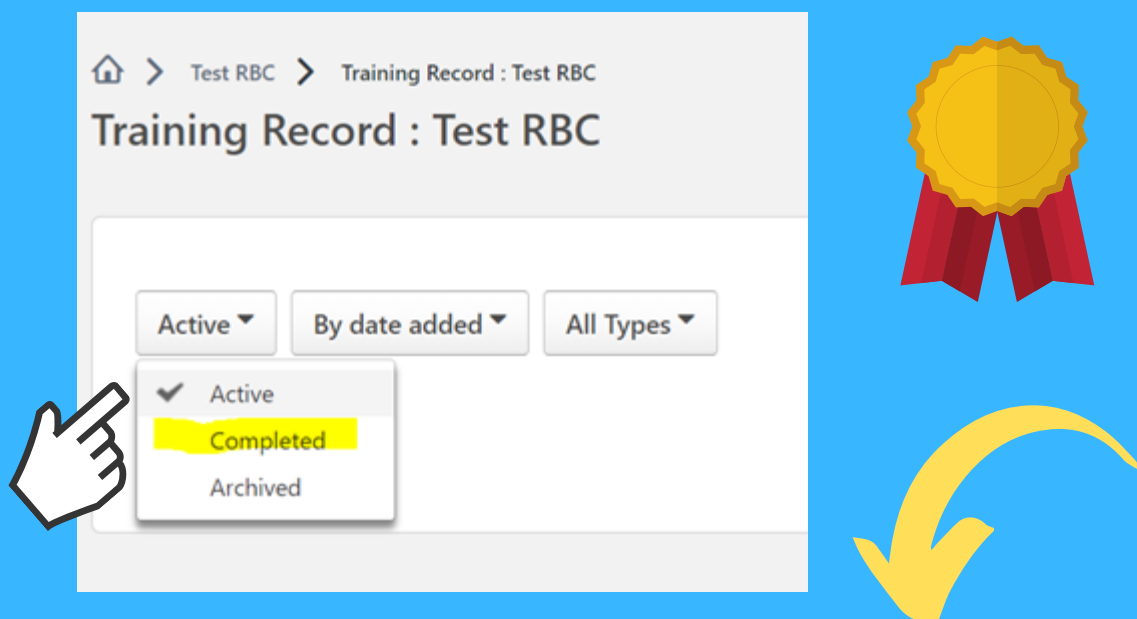 Test RBC Training Record : Test RBC
Training Record : Test RBC
Active By date added All Types
Active
Completed
Archived